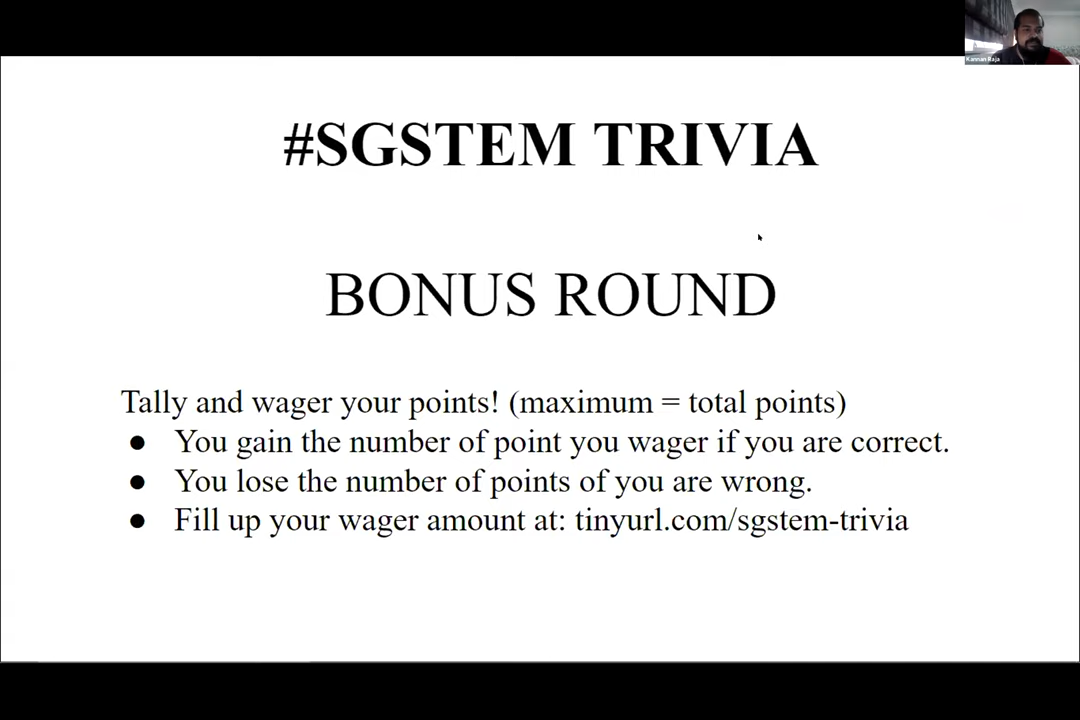 Kannan Raja
#SGSTEM TRIVIA
BONUS ROUND
Tally and wager your points! (maximum = total points)
● You gain the number of point you wager if you are correct.
● You lose the number of points of you are wrong.
● Fill up your wager amount at: tinyurl.com/sgstem-trivia